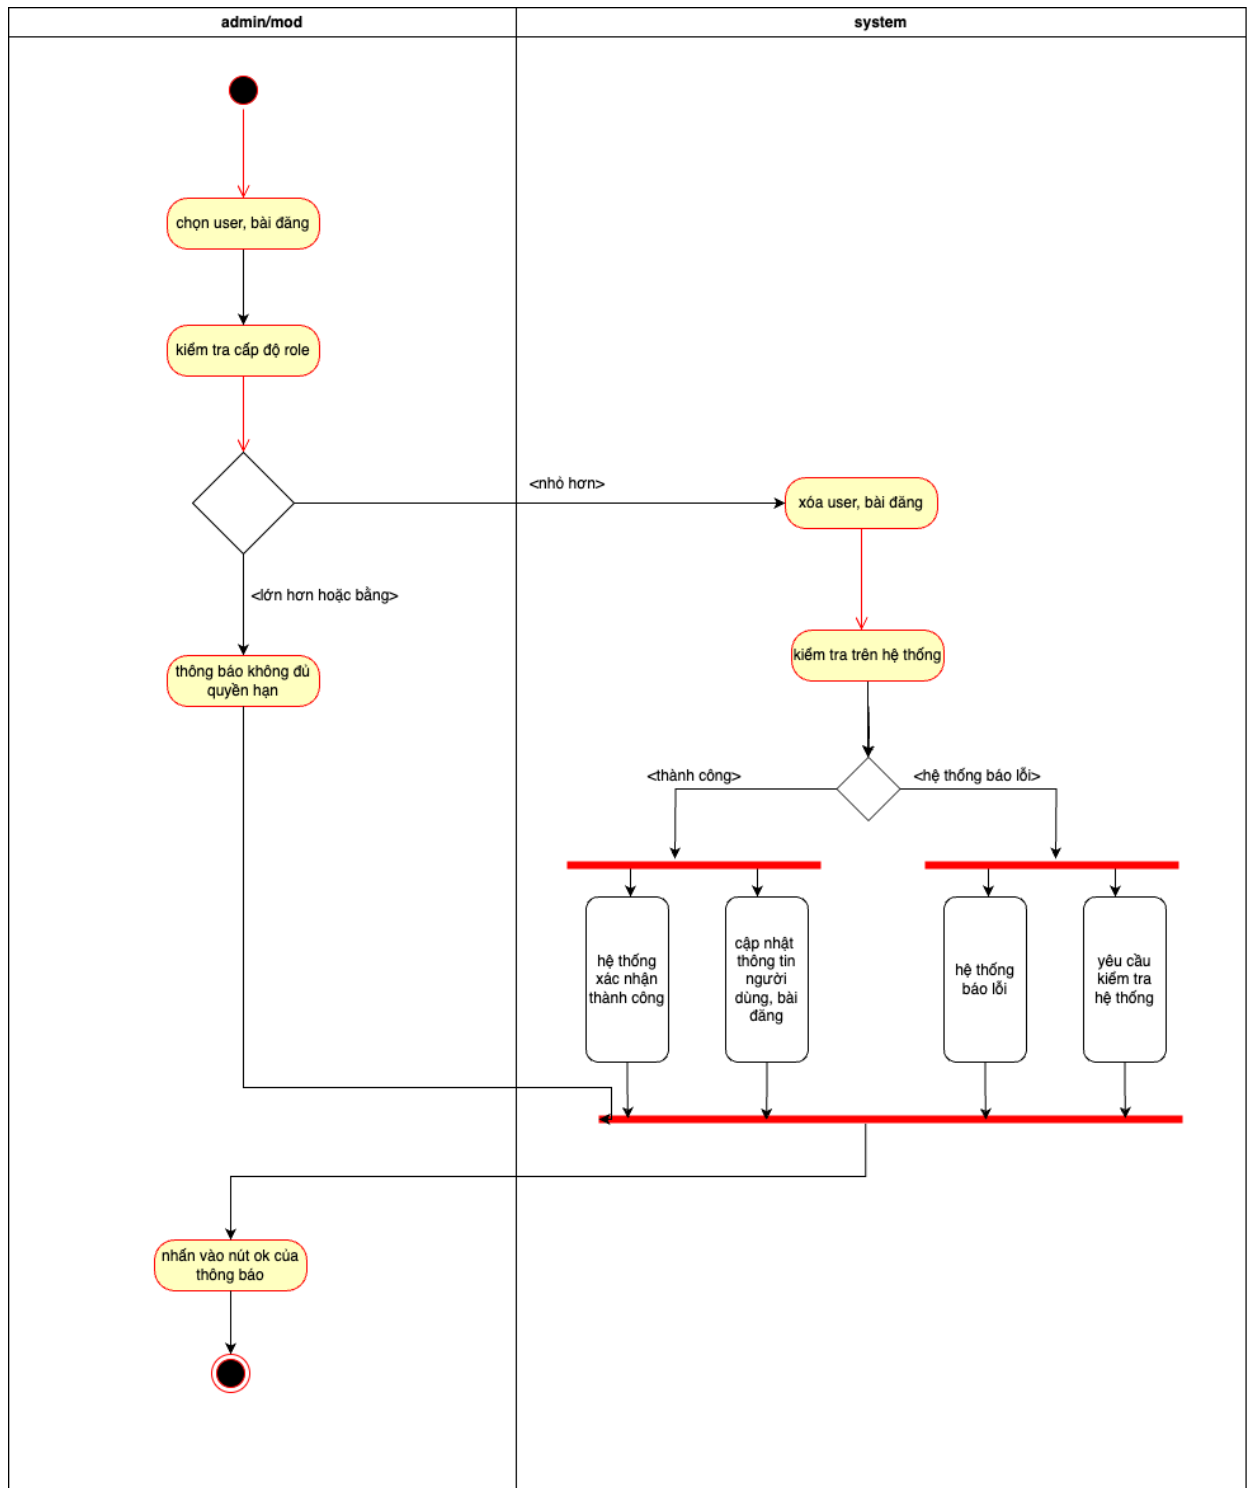 admin/mod
system
chọn user, bài đăng
kiểm tra cấp độ role
<nhỏ hơn>
xóa user, bài đăng
<lớn hơn hoặc bằng>
thông báo không đủ
quyền hạn
kiểm tra trên hệ thống
<thành công>
<hệ thống báo lỗi>
hệ thống
xác nhận
thành công
cập nhật
thông tin
người
dùng, bài
đăng
hệ thống
báo lỗi
yêu cầu
kiểm tra
hệ thống
nhấn vào nút ok của
thông báo